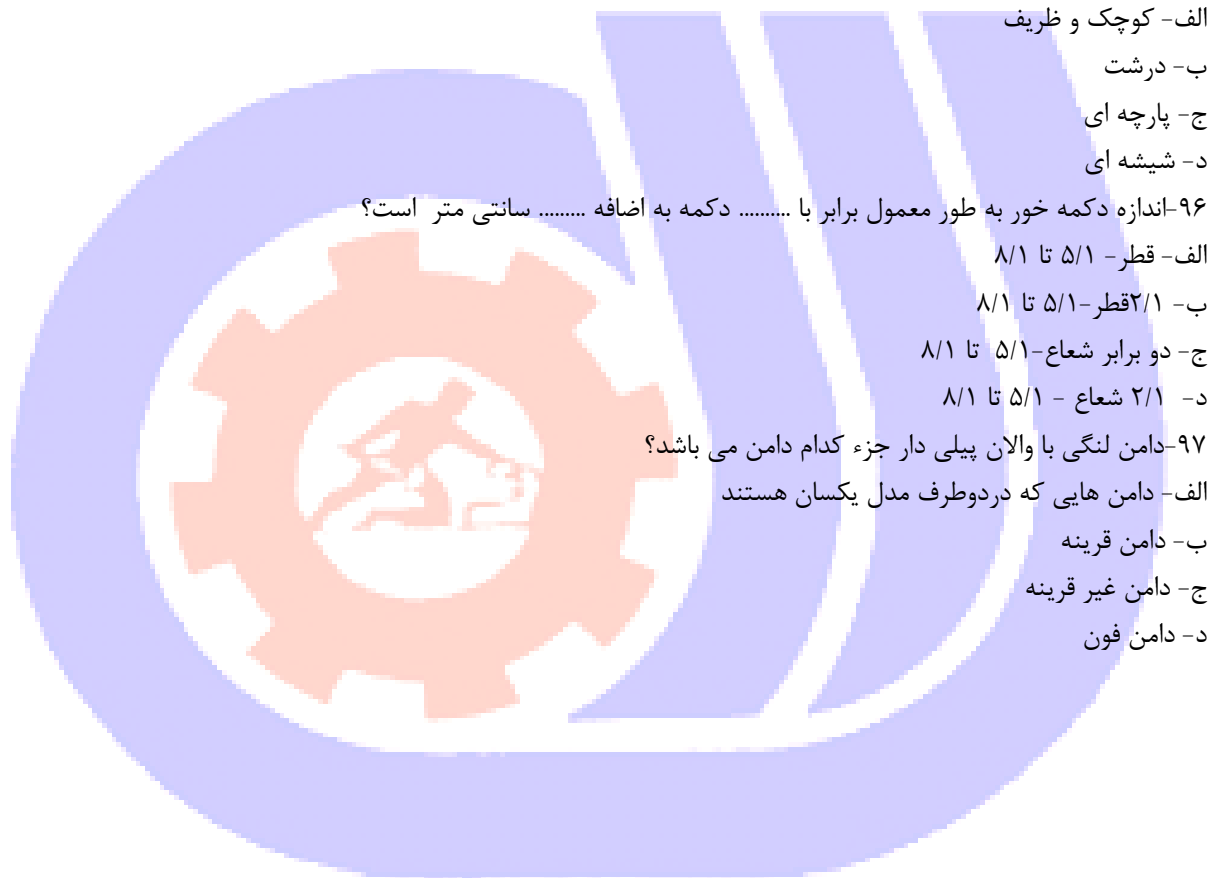 الف- کوچک و ظریف
ب- درشت
ج- پارچه ای
د- شیشه ای
۹۶-اندازه دکمه خور به طور معمول برابر با ......... دکمه به اضافه ......... سانتی متر است؟
الف- قطر- ۵/۱ تا ۸/۱
ب- ۲/۱قطر-۵/۱ تا ۸/۱
ج- دو برابر شعاع-۵/۱ تا ۸/۱
د- ۲/۱ شعاع - ۵/۱ تا ۸/۱
۹۷-دامن لنگی با والان پیلی دار جزء کدام دامن می باشد؟
الف- دامن هایی که دردوطرف مدل یکسان هستند
ب- دامن قرینه
ج- دامن غیر قرینه
د- دامن فون